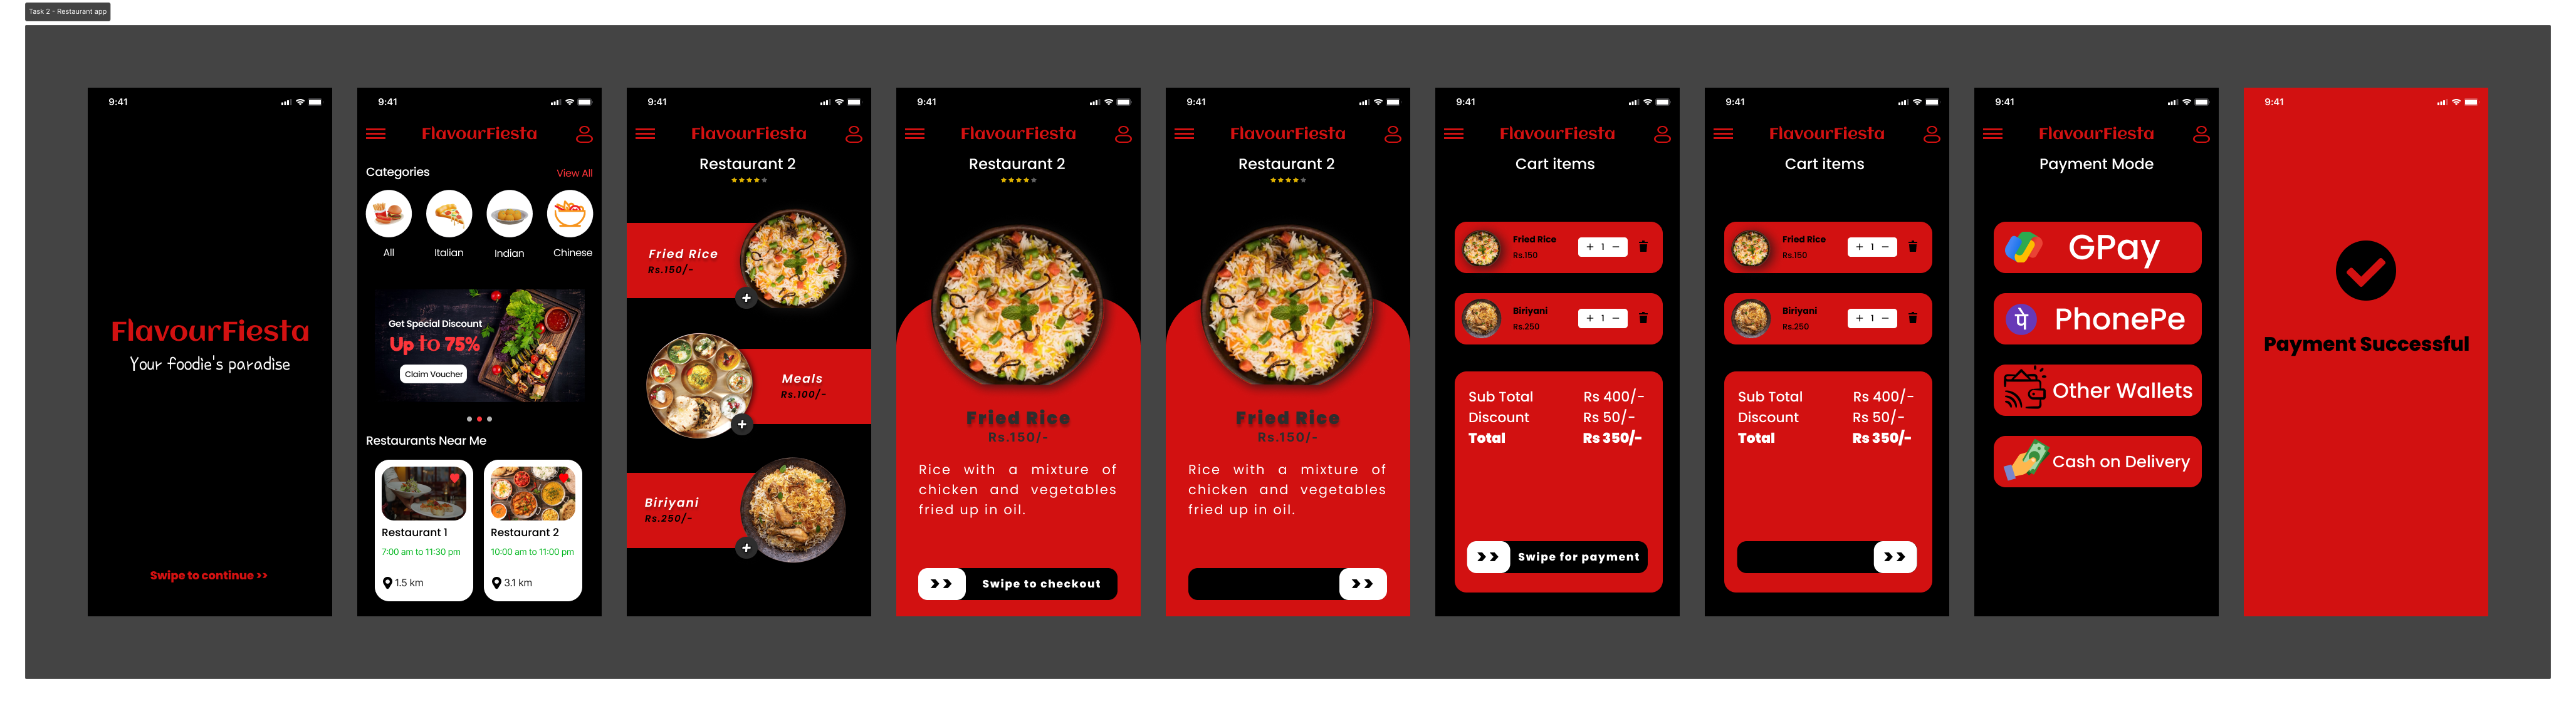 Task 2 - Restaurant app
9:41
FlavourFiesta
Your foodie's paradise
Swipe to continue >>
9:41
FlavourFiesta
Categories
View All
All
Italian
Indian
Chinese
Get Special Discount
Up to 75%
Claim Voucher
Restaurants Near Me
Restaurant 1
7:00 am to 11:30 pm
1.5 km
Restaurant 2
10:00 am to 11:00 pm
3.1 km
9:41
FlavourFiesta
Restaurant 2
Fried Rice
Rs.150/-
+
Meals
Rs.100/-
+
Biriyani
Rs.250/-
+
9:41
FlavourFiesta
Restaurant 2
Fried Rice
Rs.150/-
Rice with a mixture of
chicken and vegetables
fried up in oil.
>> Swipe to checkout
9:41
FlavourFiesta
Restaurant 2
Fried Rice
Rs.150/-
Rice with a mixture of
chicken and vegetables
fried up in oil.
>>
9:41
FlavourFiesta
Cart items
Fried Rice
Rs.150
+ 1 −
Biriyani
Rs.250
+ 1 −
Sub Total Rs 400/-
Discount Rs 50/-
Total Rs 350/-
>> Swipe for payment
9:41
FlavourFiesta
Cart items
Fried Rice
Rs.150
+ 1 −
Biriyani
Rs.250
+ 1 −
Sub Total Rs 400/-
Discount Rs 50/-
Total Rs 350/-
>>
9:41
FlavourFiesta
Payment Mode
GPay
पे PhonePe
Other Wallets
Cash on Delivery
9:41
Payment Successful